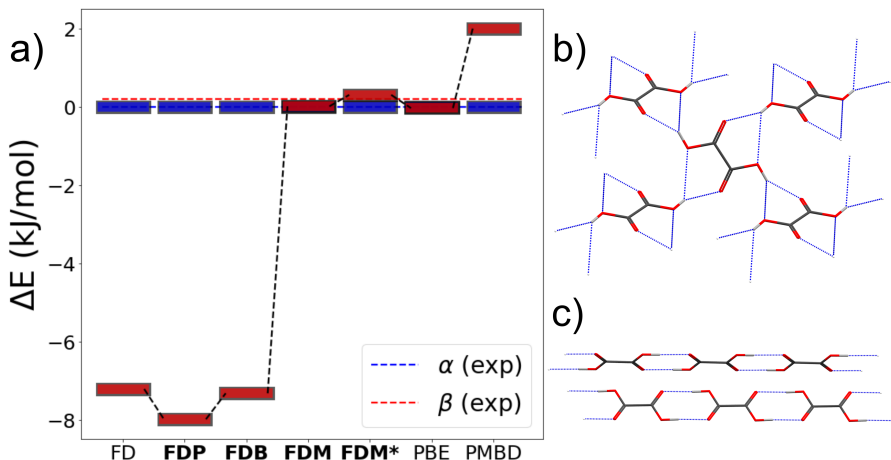 a)
2
0
−2
−4
−6
−8
ΔE (kJ/mol)
α (exp)
β (exp)
FD FDP FDB FDM FDM* PBE PMBD
b)
c)